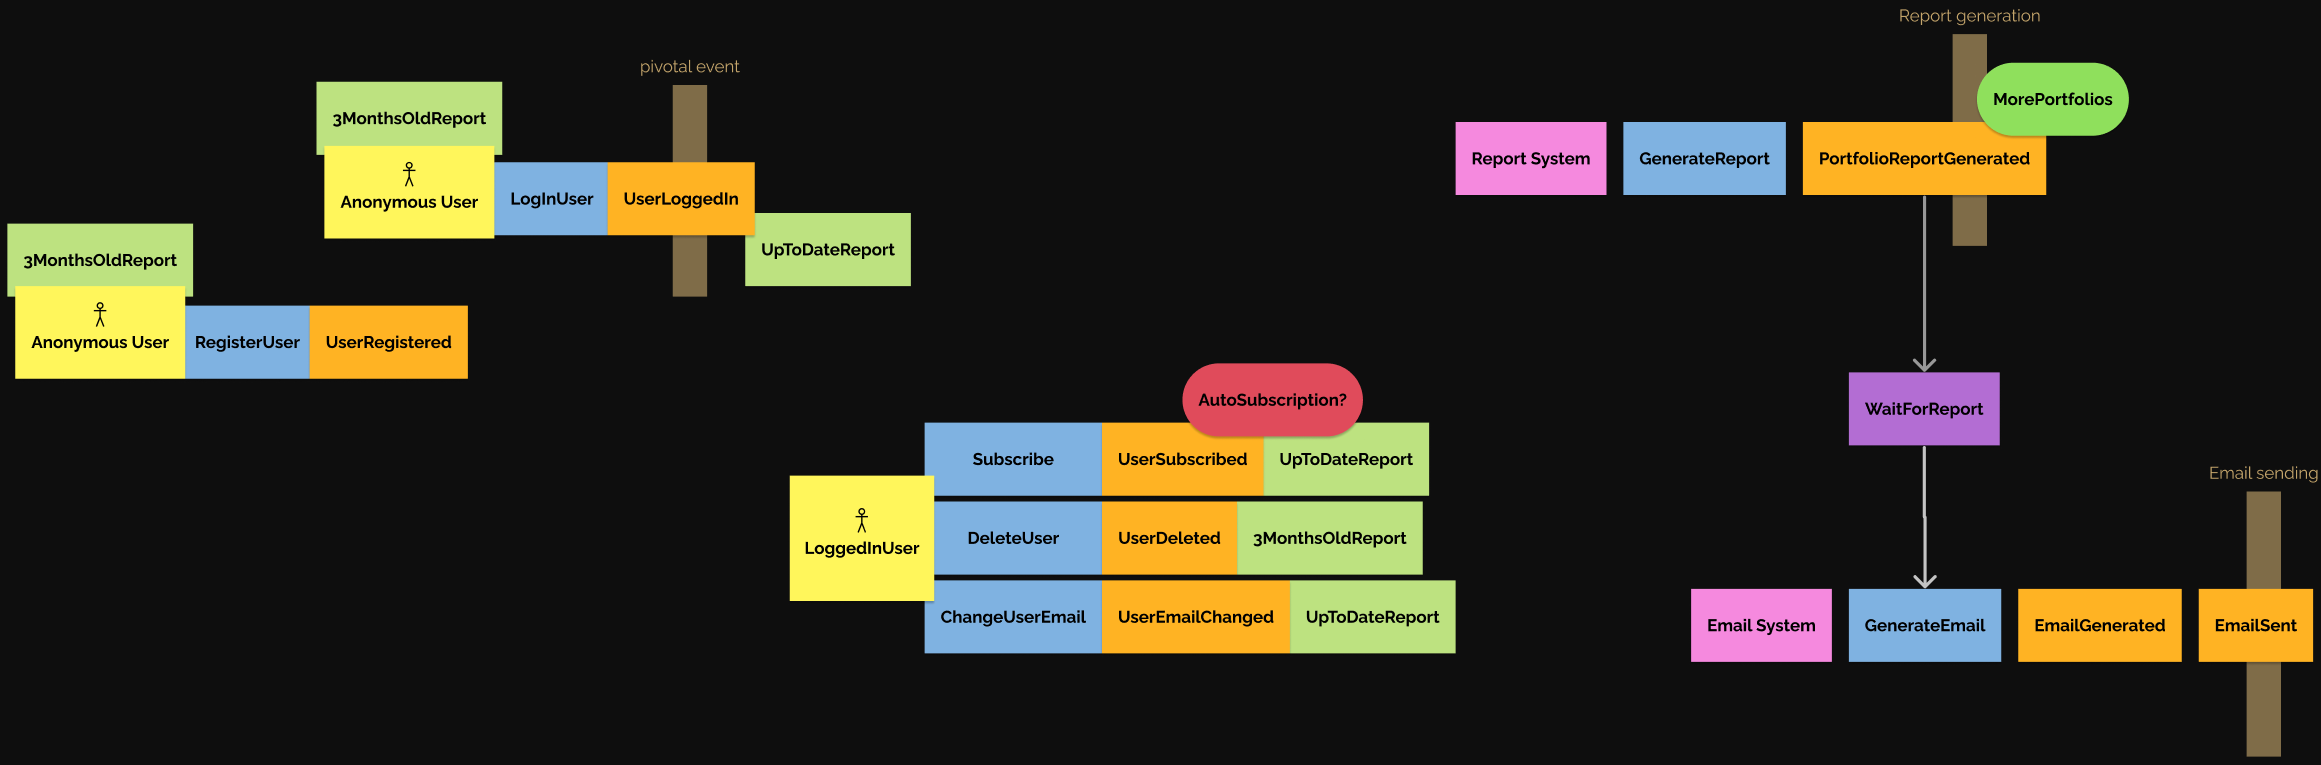 Report generation
pivotal event
MorePortfolios
3MonthsOldReport
Report System
GenerateReport
PortfolioReportGenerated
Anonymous User
LogInUser
UserLoggedIn
UpToDateReport
3MonthsOldReport
Anonymous User
RegisterUser
UserRegistered
AutoSubscription?
WaitForReport
Subscribe
UserSubscribed
UpToDateReport
LoggedInUser
DeleteUser
UserDeleted
3MonthsOldReport
ChangeUserEmail
UserEmailChanged
UpToDateReport
Email sending
Email System
GenerateEmail
EmailGenerated
EmailSent